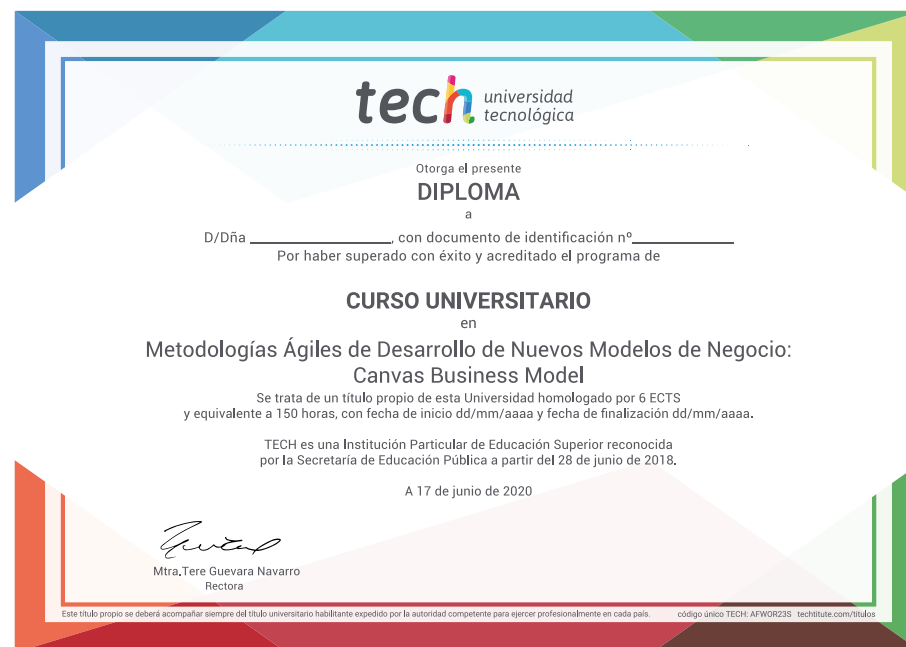 tech universidad
tecnológica
Otorga el presente
DIPLOMA
a
D/Dña ____________________, con documento de identificación nº______________
Por haber superado con éxito y acreditado el programa de
CURSO UNIVERSITARIO
en
Metodologías Ágiles de Desarrollo de Nuevos Modelos de Negocio:
Canvas Business Model
Se trata de un título propio de esta Universidad homologado por 6 ECTS
y equivalente a 150 horas, con fecha de inicio dd/mm/aaaa y fecha de finalización dd/mm/aaaa.
TECH es una Institución Particular de Educación Superior reconocida
por la Secretaría de Educación Pública a partir del 28 de junio de 2018.
A 17 de junio de 2020
Mtra.Tere Guevara Navarro
Rectora
Este título propio se deberá acompañar siempre del título universitario habilitante expedido por la autoridad competente para ejercer profesionalmente en cada país. código único TECH: AFWOR23S techtitute.com/titulos